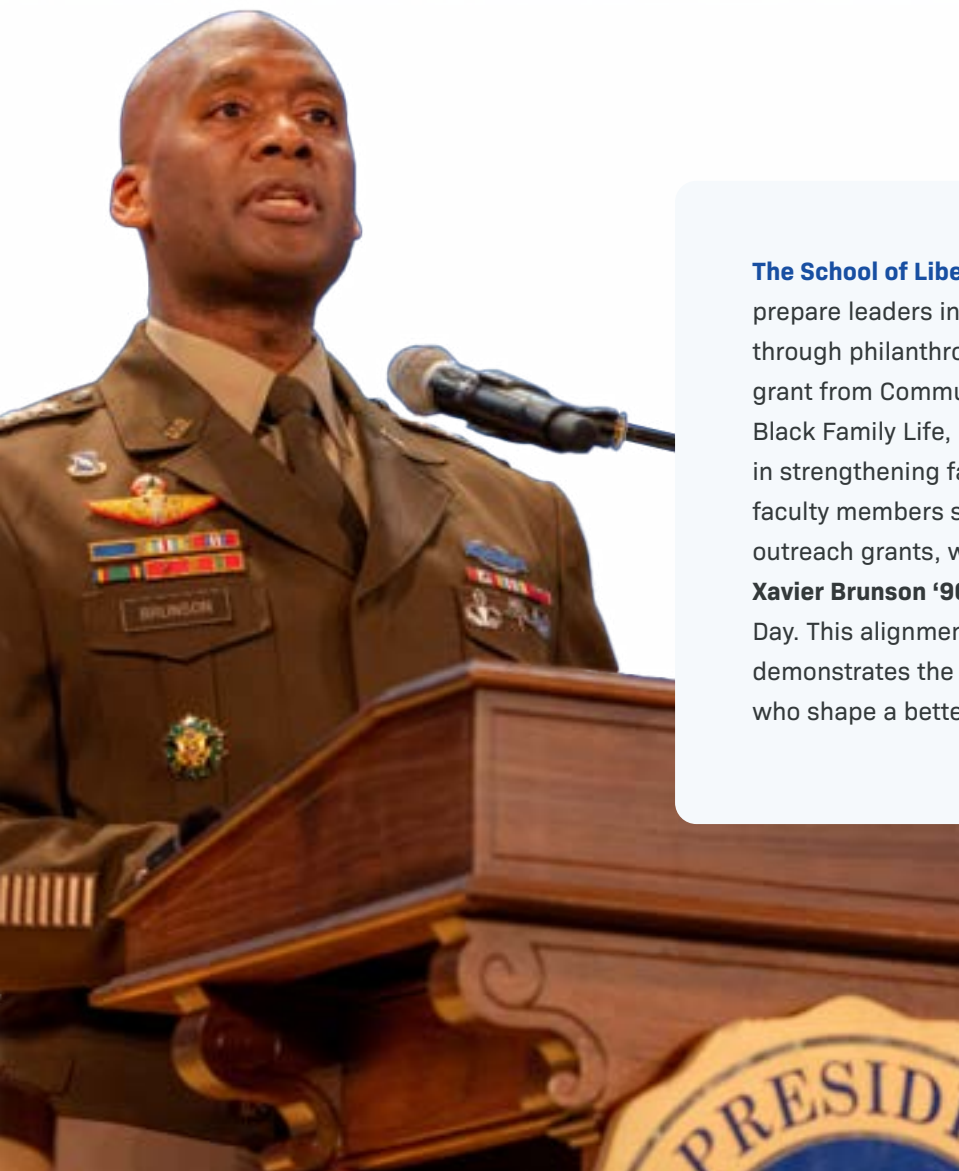 The School of Libe
prepare leaders in
through philanthro
grant from Commu
Black Family Life,
in strengthening fa
faculty members s
outreach grants, w
Xavier Brunson ‘90
Day. This alignmen
demonstrates the
who shape a bette
BRUNSON
PRESIDE